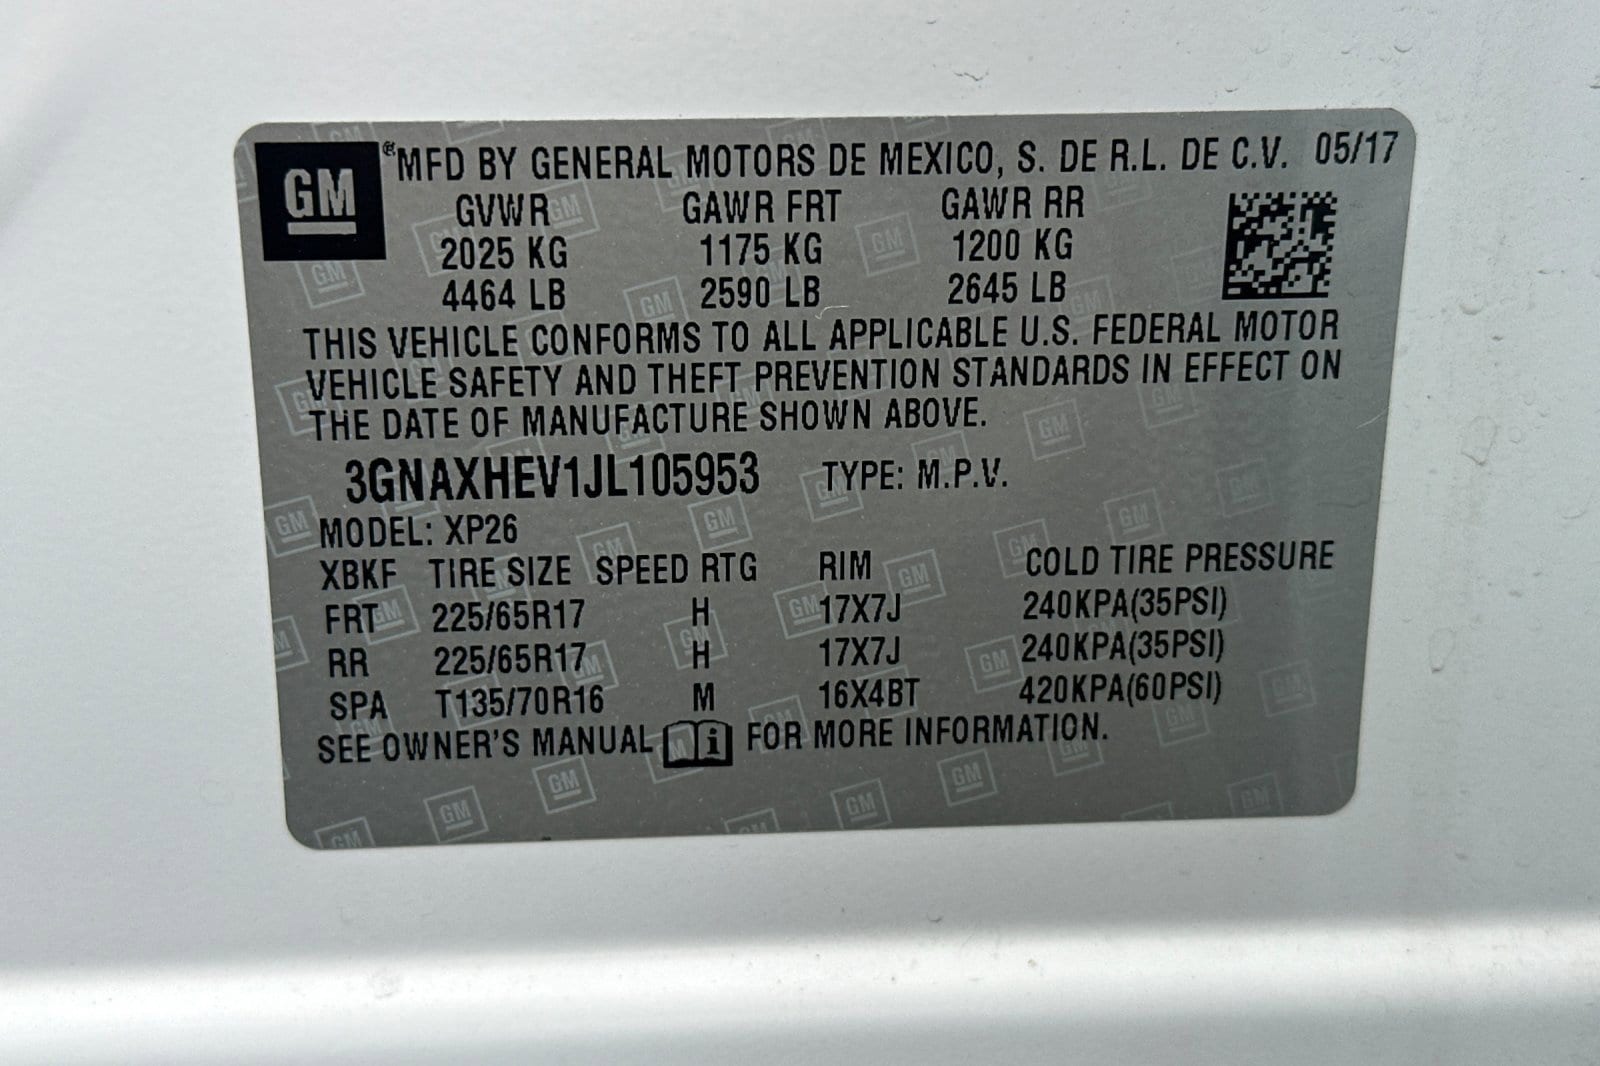 GM ®MFD BY GENERAL MOTORS DE MEXICO, S. DE R.L. DE C.V. 05/17
GVWR GAWR FRT GAWR RR
2025 KG 1175 KG 1200 KG
4464 LB 2590 LB 2645 LB
THIS VEHICLE CONFORMS TO ALL APPLICABLE U.S. FEDERAL MOTOR
VEHICLE SAFETY AND THEFT PREVENTION STANDARDS IN EFFECT ON
THE DATE OF MANUFACTURE SHOWN ABOVE.
3GNAXHEV1JL105953 TYPE: M.P.V.
MODEL: XP26
XBKF TIRE SIZE SPEED RTG RIM COLD TIRE PRESSURE
FRT 225/65R17 H 17X7J 240KPA(35PSI)
RR 225/65R17 H 17X7J 240KPA(35PSI)
SPA T135/70R16 M 16X4BT 420KPA(60PSI)
SEE OWNER'S MANUAL i FOR MORE INFORMATION.